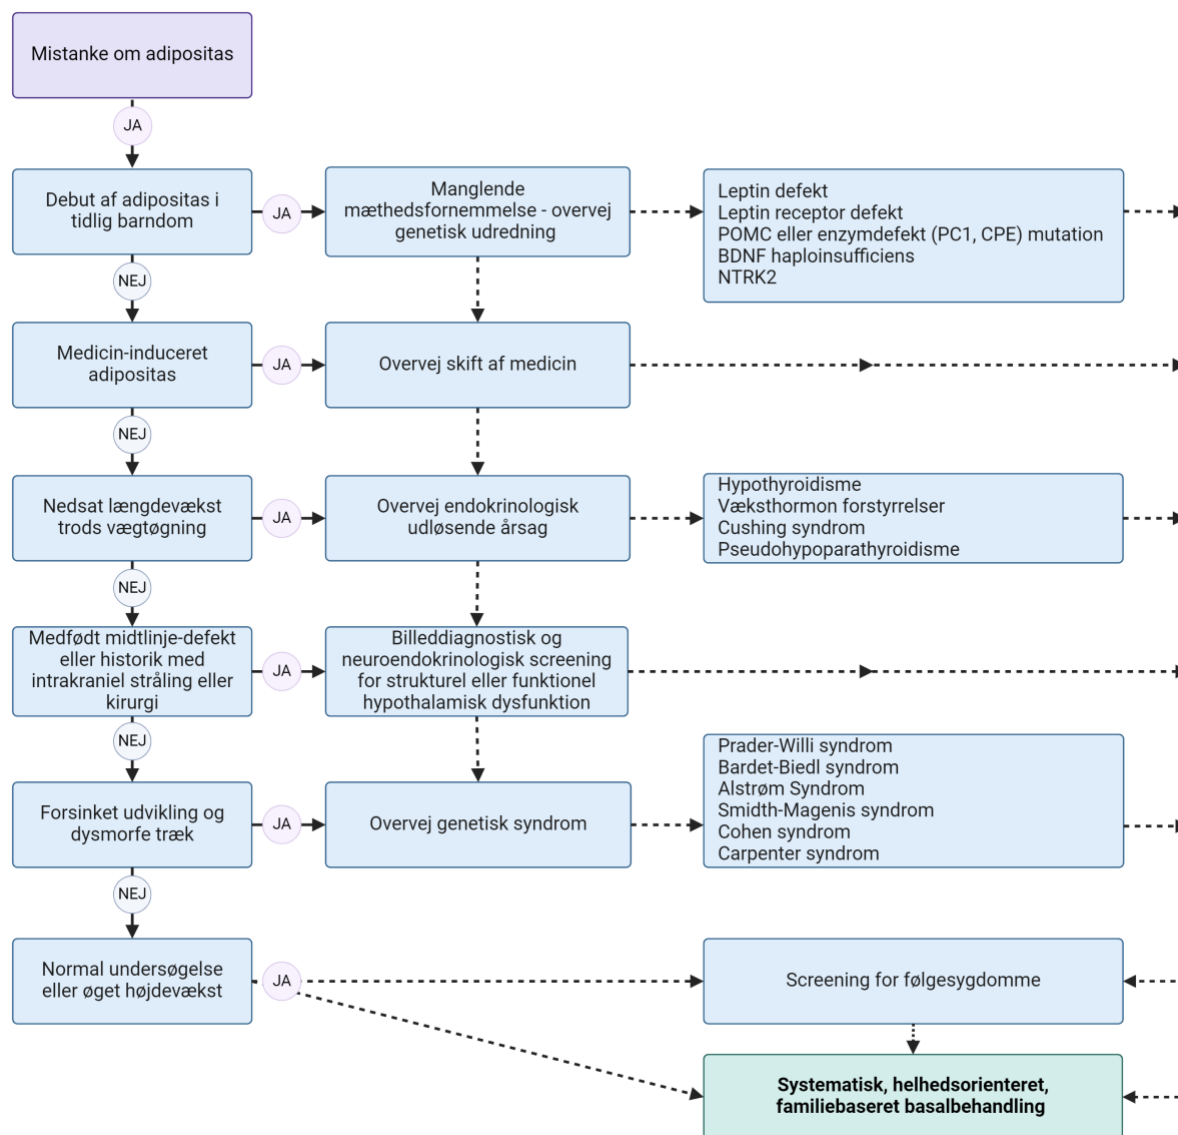 Mistanke om adipositas
JA
Debut af adipositas i
tidlig barndom
JA
Manglende
mæthedsfornemmelse - overvej
genetisk udredning
Leptin defekt
Leptin receptor defekt
POMC eller enzymdefekt (PC1, CPE) mutation
BDNF haploinsufficiens
NTRK2
NEJ
Medicin-induceret
adipositas
JA
Overvej skift af medicin
NEJ
Nedsat længdevækst
trods vægtøgning
JA
Overvej endokrinologisk
udløsende årsag
Hypothyroidisme
Væksthormon forstyrrelser
Cushing syndrom
Pseudohypoparathyroidisme
NEJ
Medfødt midtlinje-defekt
eller historik med
intrakraniel stråling eller
kirurgi
JA
Billeddiagnostisk og
neuroendokrinologisk screening
for strukturel eller funktionel
hypothalamisk dysfunktion
NEJ
Forsinket udvikling og
dysmorfe træk
JA
Overvej genetisk syndrom
Prader-Willi syndrom
Bardet-Biedl syndrom
Alstrøm Syndrom
Smidth-Magenis syndrom
Cohen syndrom
Carpenter syndrom
NEJ
Normal undersøgelse
eller øget højdevækst
JA
Screening for følgesygdomme
Systematisk, helhedsorienteret,
familiebaseret basalbehandling